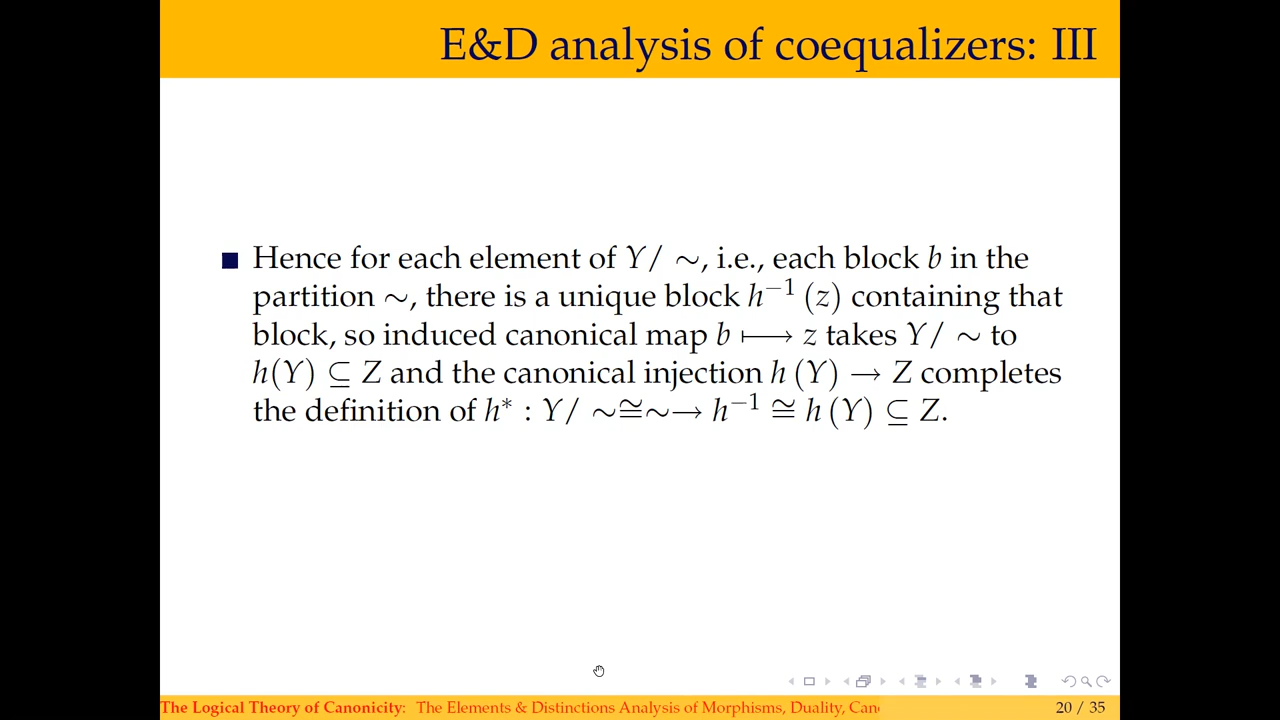 E&D analysis of coequalizers: III
Hence for each element of Y/ ∼, i.e., each block b in the
partition ∼, there is a unique block h⁻¹ (z) containing that
block, so induced canonical map b ⟼ z takes Y/ ∼ to
h(Y) ⊆ Z and the canonical injection h (Y) → Z completes
the definition of h* : Y/ ∼≅∼→ h⁻¹ ≅ h (Y) ⊆ Z.
The Logical Theory of Canonicity: The Elements & Distinctions Analysis of Morphisms, Duality, Cano
20 / 35